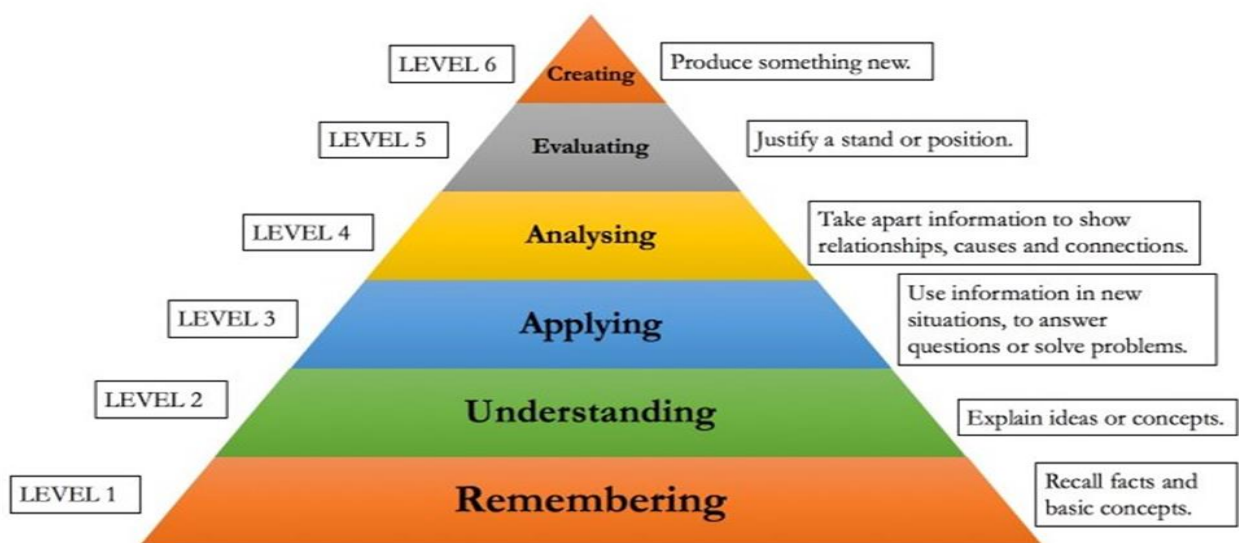 LEVEL 6
Creating
Produce something new.
LEVEL 5
Evaluating
Justify a stand or position.
LEVEL 4
Analysing
Take apart information to show
relationships, causes and connections.
LEVEL 3
Applying
Use information in new
situations, to answer
questions or solve problems.
LEVEL 2
Understanding
Explain ideas or concepts.
LEVEL 1
Remembering
Recall facts and
basic concepts.